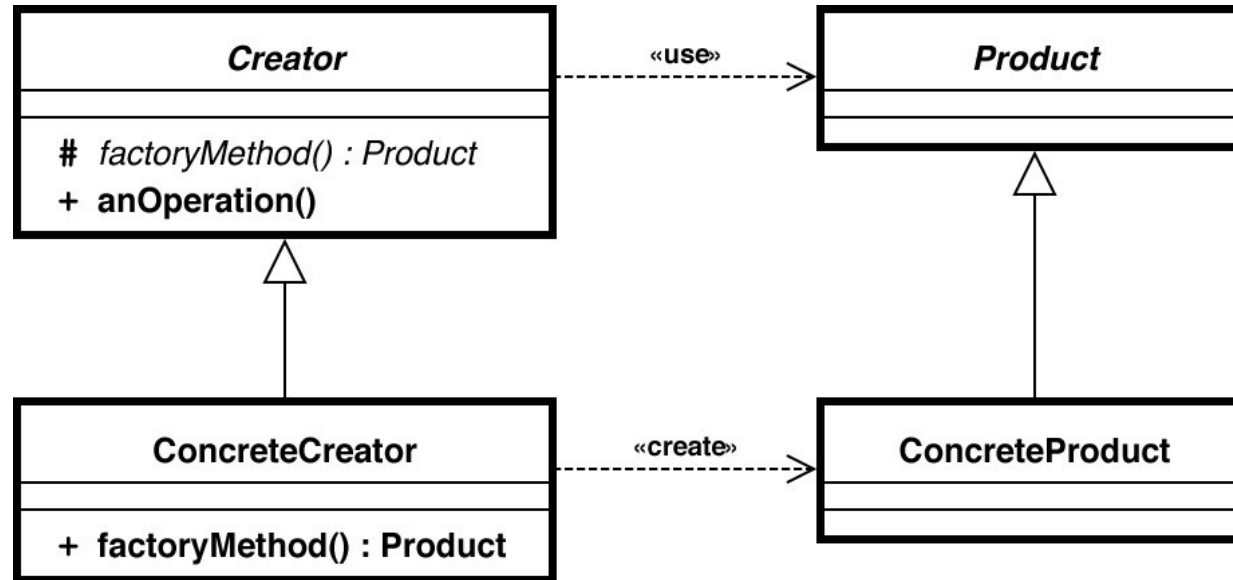 Creator
«use»
Product
# factoryMethod() : Product
+ anOperation()
ConcreteCreator
«create»
ConcreteProduct
+ factoryMethod() : Product